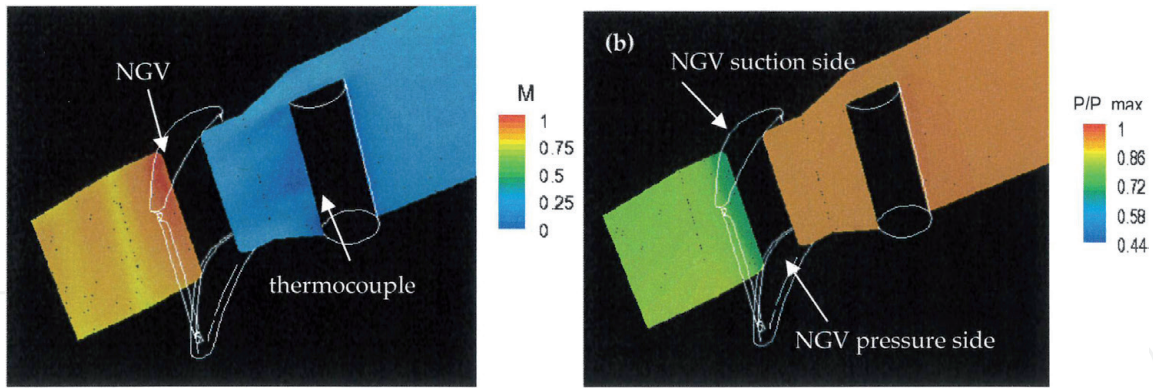 NGV
thermocouple
M
1
0.75
0.5
0.25
0
(b)
NGV suction side
NGV pressure side
P/P_max
1
0.86
0.72
0.58
0.44